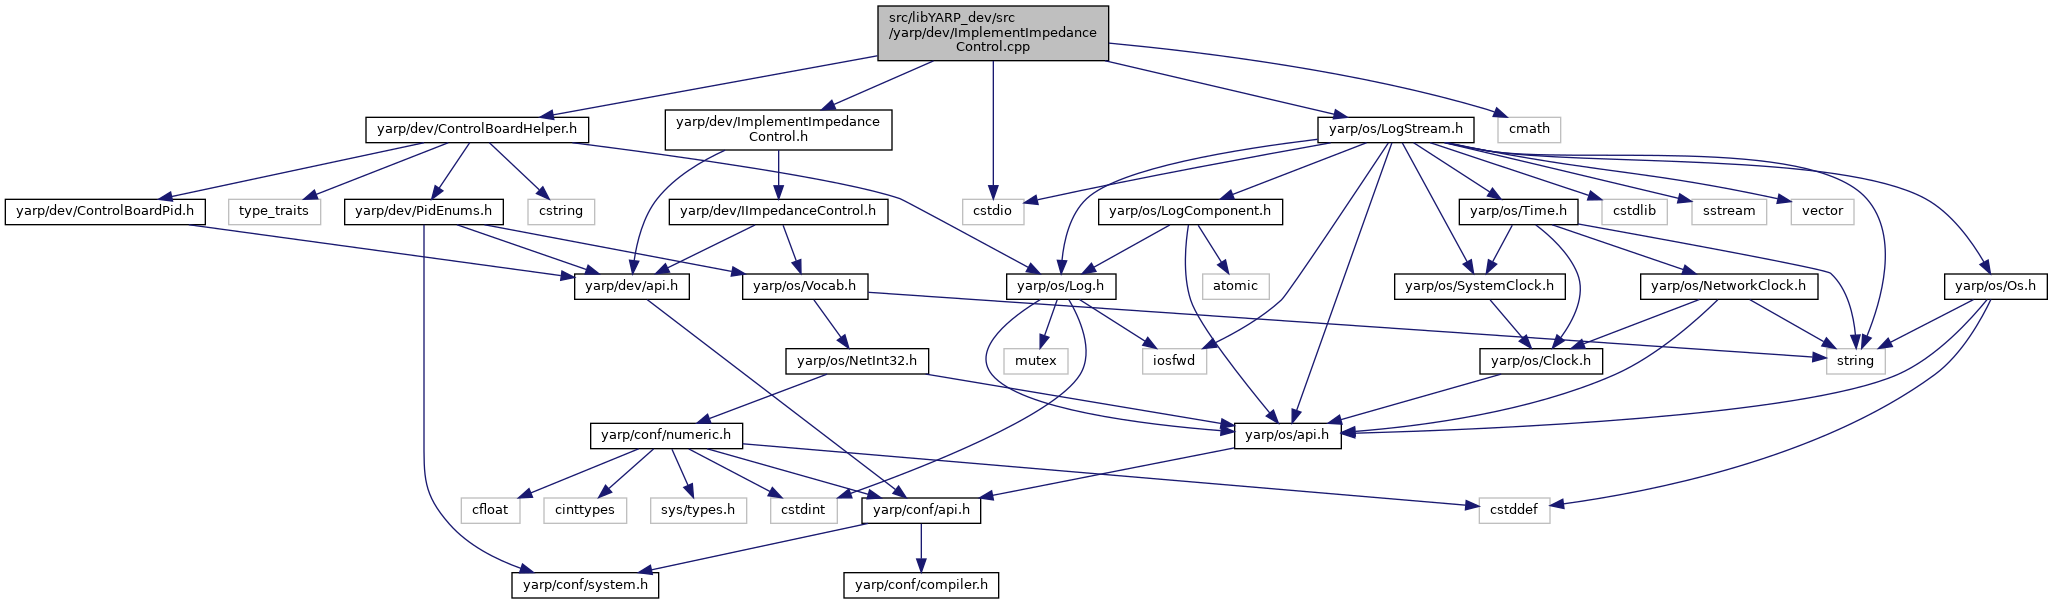 src/libYARP_dev/src
/yarp/dev/ImplementImpedance
Control.cpp
yarp/dev/ControlBoardHelper.h
yarp/dev/ImplementImpedance
Control.h
yarp/os/LogStream.h
cmath
yarp/dev/ControlBoardPid.h
type_traits
yarp/dev/PidEnums.h
cstring
yarp/dev/IImpedanceControl.h
cstdio
yarp/os/LogComponent.h
yarp/os/Time.h
cstdlib
sstream
vector
yarp/dev/api.h
yarp/os/Vocab.h
yarp/os/Log.h
atomic
yarp/os/SystemClock.h
yarp/os/NetworkClock.h
yarp/os/Os.h
yarp/os/NetInt32.h
mutex
iosfwd
yarp/os/Clock.h
string
yarp/conf/numeric.h
yarp/os/api.h
cfloat
cinttypes
sys/types.h
cstdint
yarp/conf/api.h
cstddef
yarp/conf/system.h
yarp/conf/compiler.h